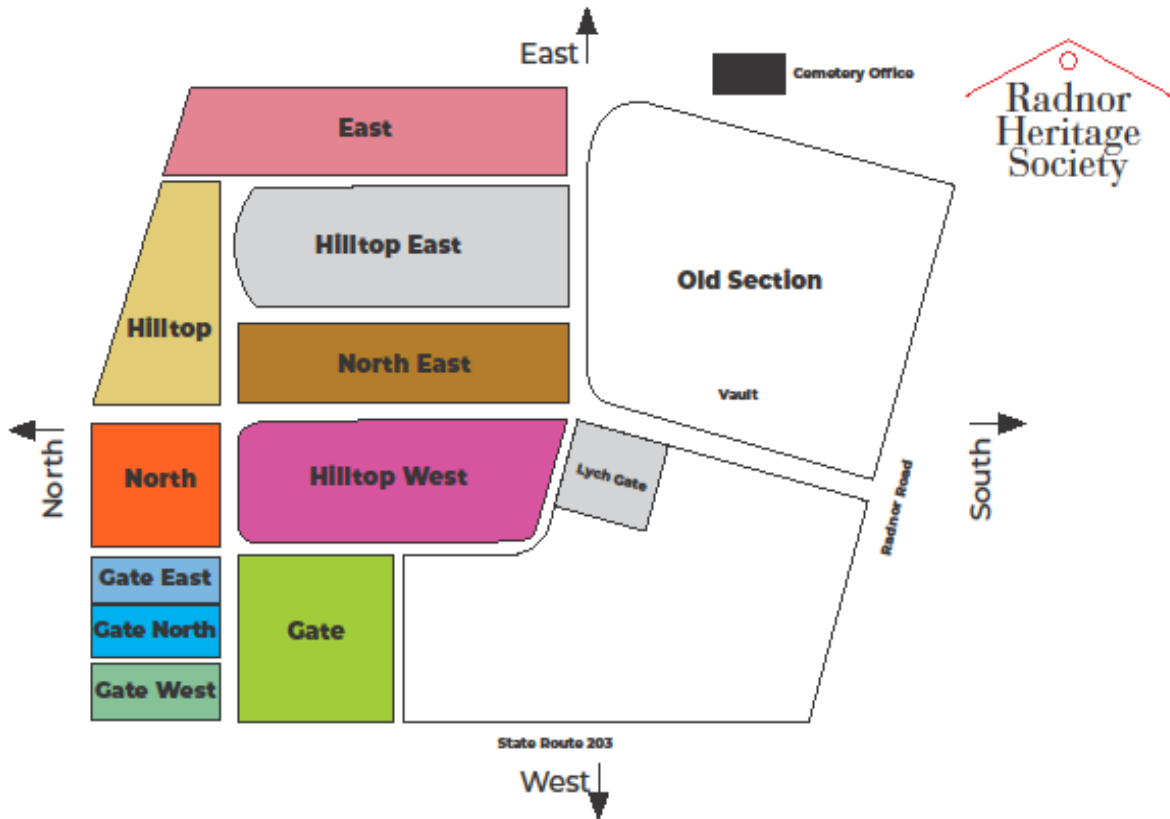 East
Cemetery Office
Radnor
Heritage
Society
East
Hilltop East
Old Section
Hilltop
North East
Vault
North
South
North
Hilltop West
Lych Gate
Radnor Road
Gate East
Gate North
Gate
Gate West
State Route 203
West